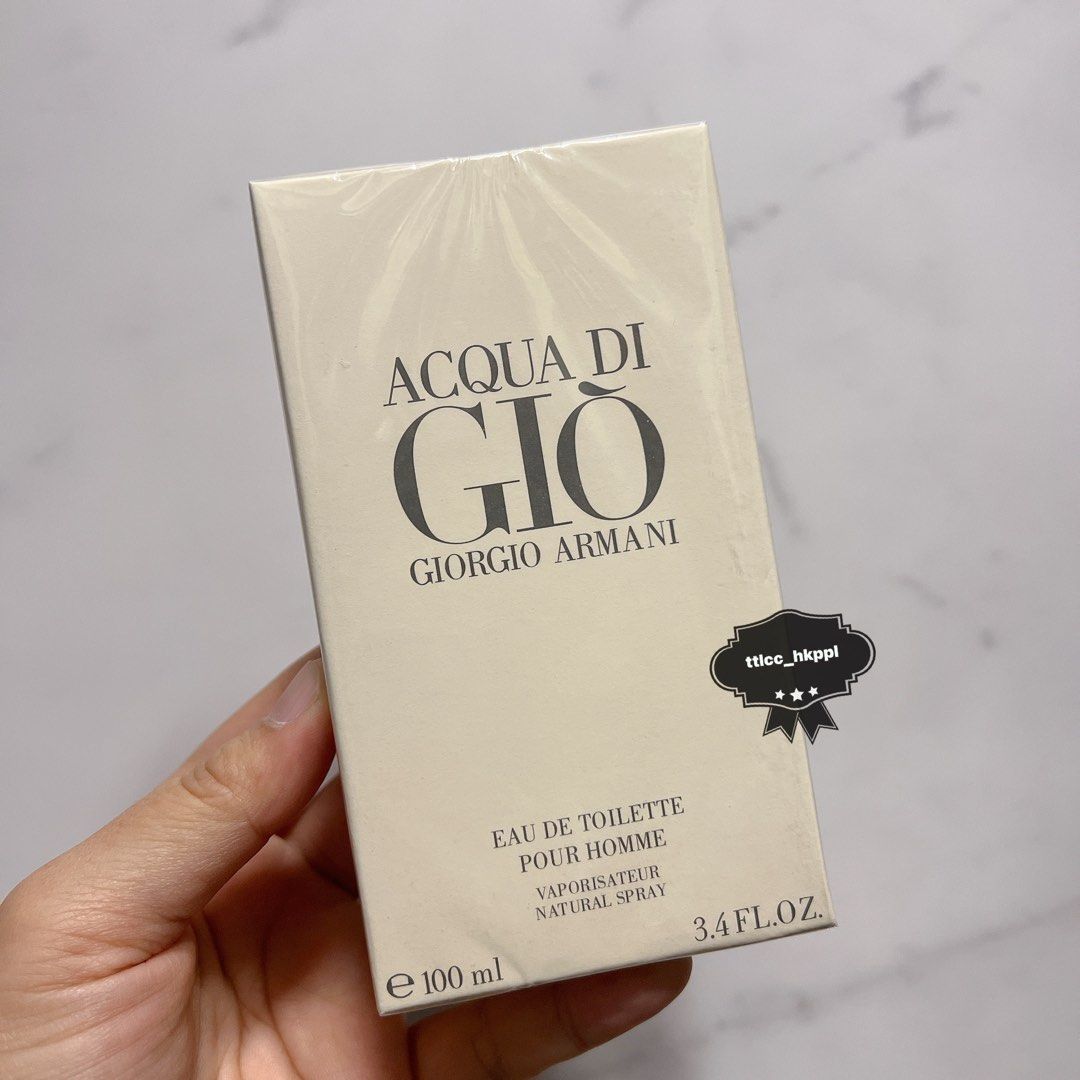 ACQUA DI
GIÒ
GIORGIO ARMANI
ttlcc_hkppl
EAU DE TOILETTE
POUR HOMME
VAPORISATEUR
NATURAL SPRAY
℮ 100 ml
3.4 FL.OZ.